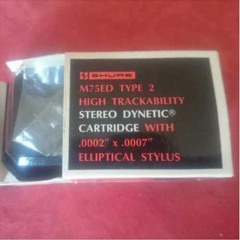 SHURE
M75ED TYPE 2
HIGH TRACKABILITY
STEREO DYNETIC®
CARTRIDGE WITH
.0002" x .0007"
ELLIPTICAL STYLUS